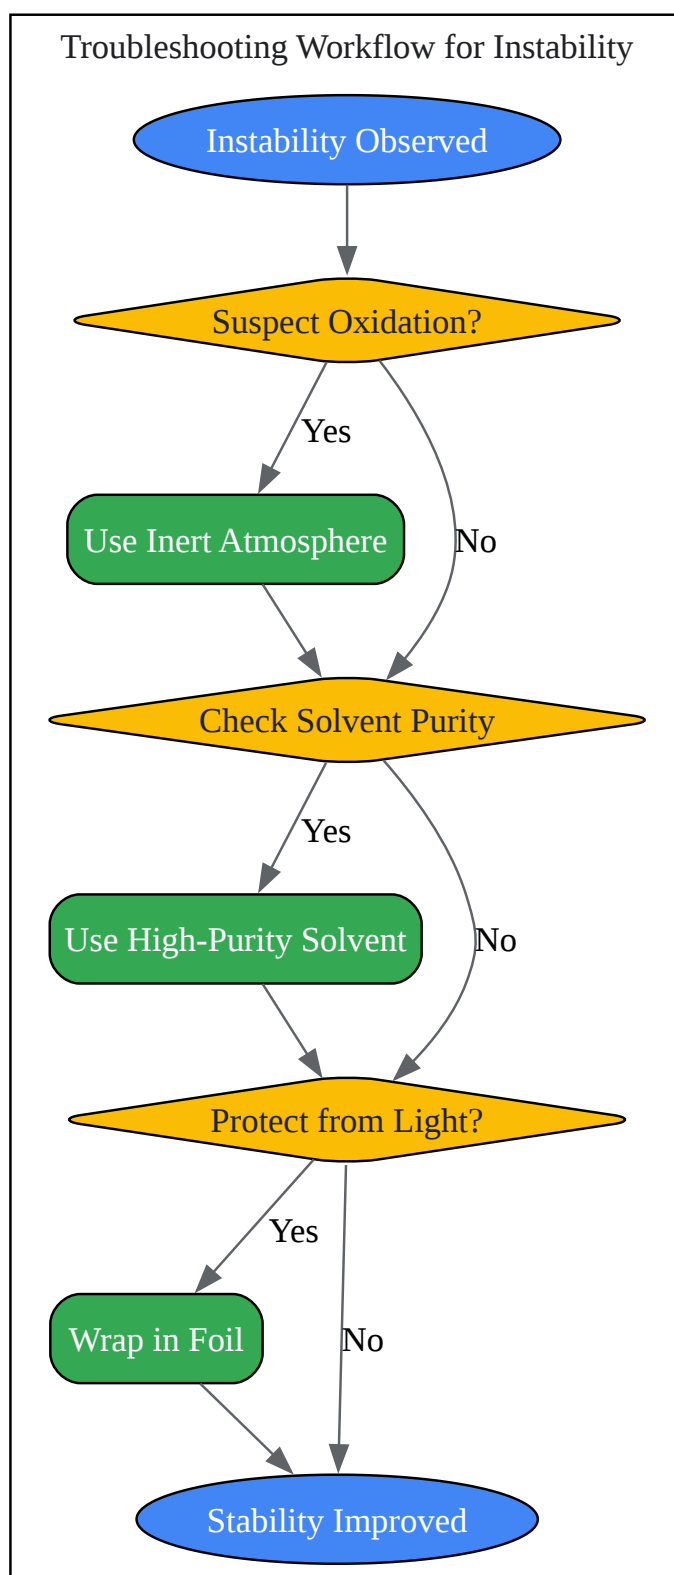 Troubleshooting Workflow for Instability
Instability Observed
Suspect Oxidation?
Yes
Use Inert Atmosphere
No
Check Solvent Purity
Yes
Use High-Purity Solvent
No
Protect from Light?
Yes
Wrap in Foil
No
Stability Improved